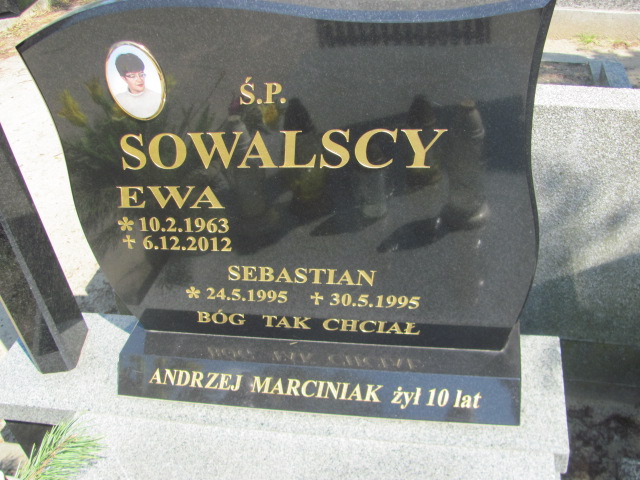 Ś.P.
SOWALSCY
EWA
* 10.2.1963
✝ 6.12.2012
SEBASTIAN
* 24.5.1995 ✝ 30.5.1995
BÓG TAK CHCIAŁ
ANDRZEJ MARCINIAK żył 10 lat